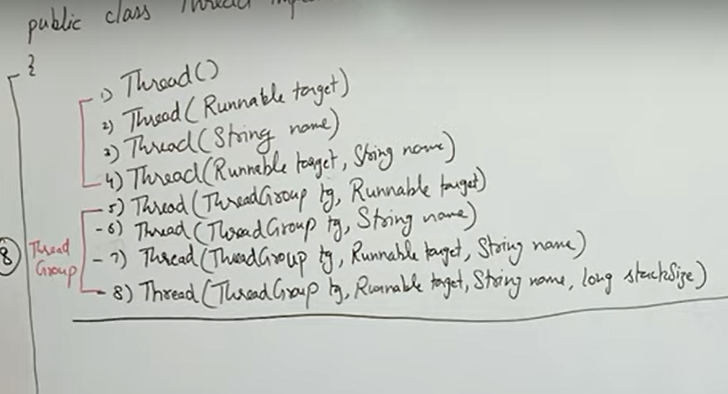 public class Thread
{
1) Thread()
2) Thread(Runnable target)
3) Thread(String name)
4) Thread(Runnable target, String name)
5) Thread(ThreadGroup tg, Runnable target)
- 6) Thread(ThreadGroup tg, String name)
8 Thread Group - 7) Thread(ThreadGroup tg, Runnable target, String name)
- 8) Thread(ThreadGroup tg, Runnable target, String name, long stackSize)